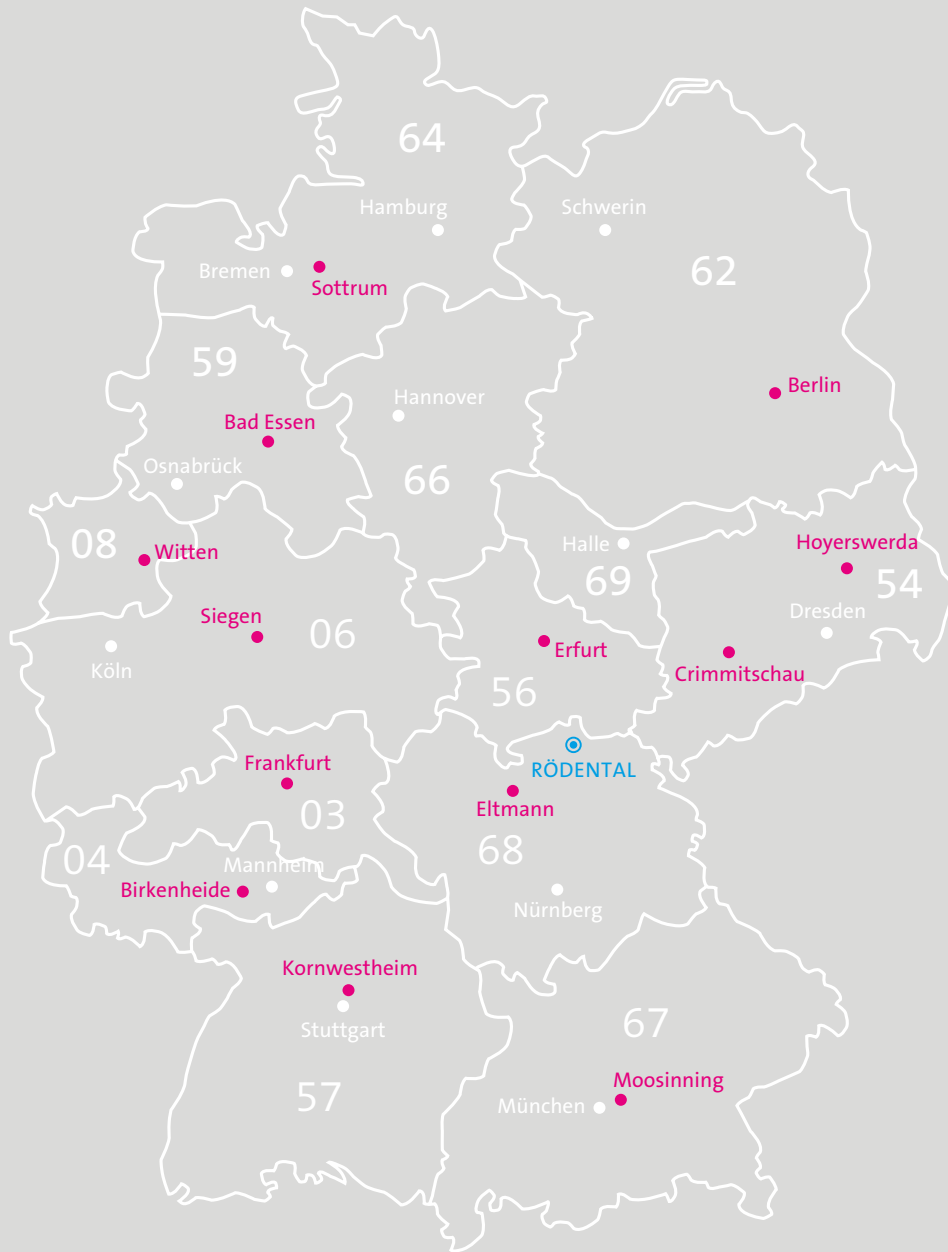 64
Hamburg
Schwerin
Bremen
Sottrum
62
59
Berlin
Hannover
Bad Essen
Osnabrück
66
08
Witten
Halle
Hoyerswerda
69
54
Siegen
06
Dresden
Erfurt
Köln
Crimmitschau
56
Frankfurt
RÖDENTAL
03
Eltmann
04
68
Mannheim
Birkenheide
Nürnberg
Kornwestheim
Stuttgart
67
57
Moosinning
München